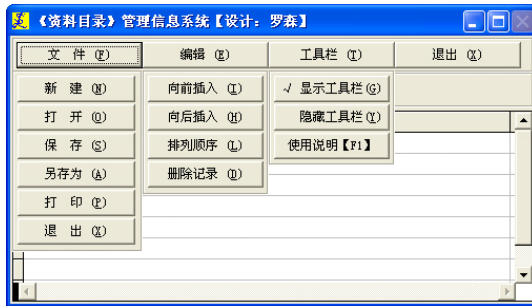 《资料目录》管理信息系统【设计：罗森】
文 件 (F) 编辑 (E) 工具栏 (T) 退出 (X)
新 建 (N) 向前插入 (I) √ 显示工具栏(G)
打 开 (O) 向后插入 (H) 隐藏工具栏(Y)
保 存 (S) 排列顺序 (L) 使用说明【F1】
另存为 (A) 删除记录 (D)
打 印 (P)
退 出 (X)